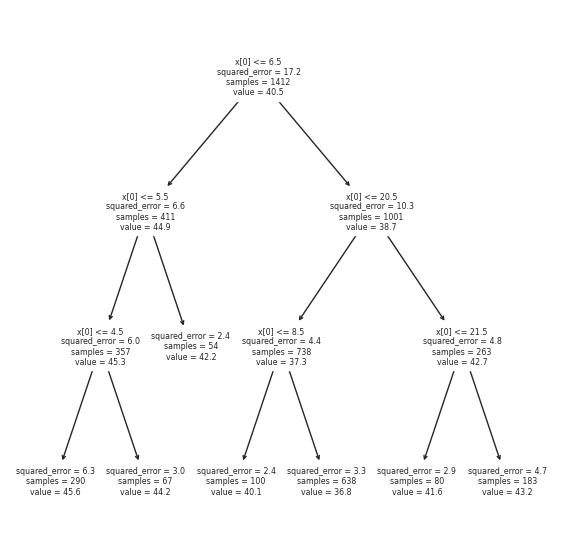 x[0] <= 6.5
squared_error = 17.2
samples = 1412
value = 40.5
x[0] <= 5.5
squared_error = 6.6
samples = 411
value = 44.9
x[0] <= 20.5
squared_error = 10.3
samples = 1001
value = 38.7
x[0] <= 4.5
squared_error = 6.0
samples = 357
value = 45.3
squared_error = 2.4
samples = 54
value = 42.2
x[0] <= 8.5
squared_error = 4.4
samples = 738
value = 37.3
x[0] <= 21.5
squared_error = 4.8
samples = 263
value = 42.7
squared_error = 6.3
samples = 290
value = 45.6
squared_error = 3.0
samples = 67
value = 44.2
squared_error = 2.4
samples = 100
value = 40.1
squared_error = 3.3
samples = 638
value = 36.8
squared_error = 2.9
samples = 80
value = 41.6
squared_error = 4.7
samples = 183
value = 43.2